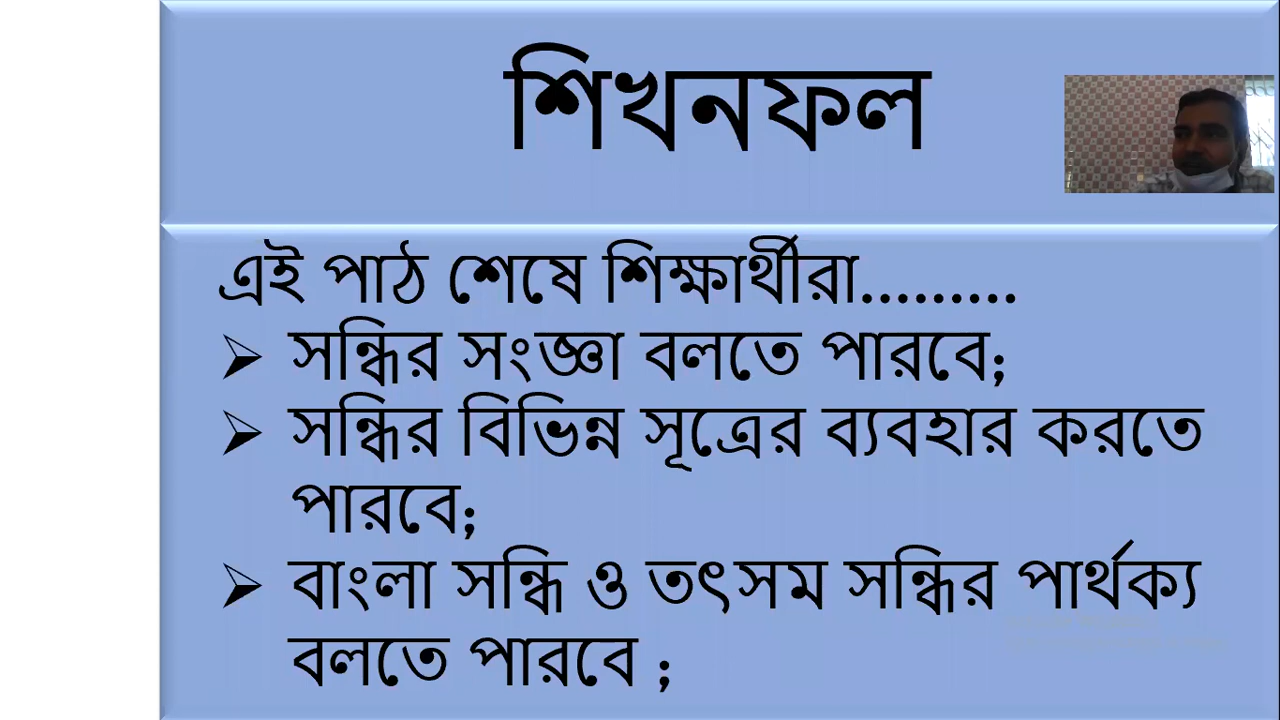 শিখনফল
এই পাঠ শেষে শিক্ষার্থীরা.........
➢ সন্ধির সংজ্ঞা বলতে পারবে;
➢ সন্ধির বিভিন্ন সূত্রের ব্যবহার করতে
পারবে;
➢ বাংলা সন্ধি ও তৎসম সন্ধির পার্থক্য
বলতে পারবে ;